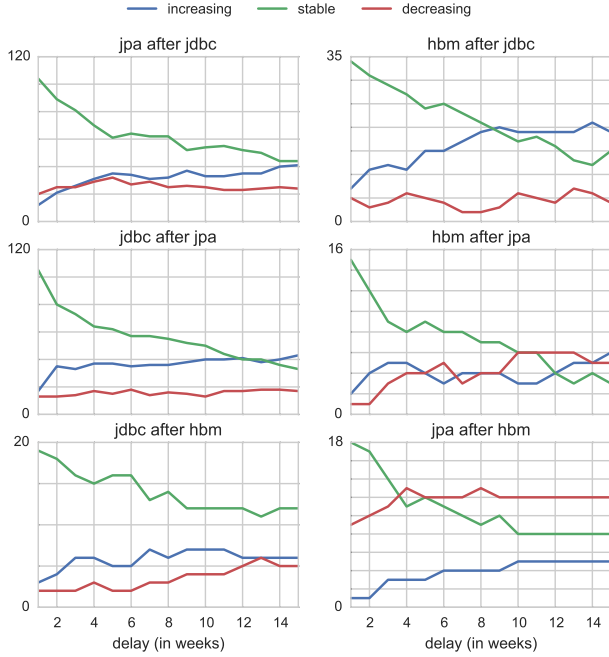 increasing stable decreasing
jpa after jdbc
120
0
hbm after jdbc
35
0
jdbc after jpa
120
0
hbm after jpa
16
0
jdbc after hbm
20
0
2 4 6 8 10 12 14
delay (in weeks)
jpa after hbm
18
0
2 4 6 8 10 12 14
delay (in weeks)